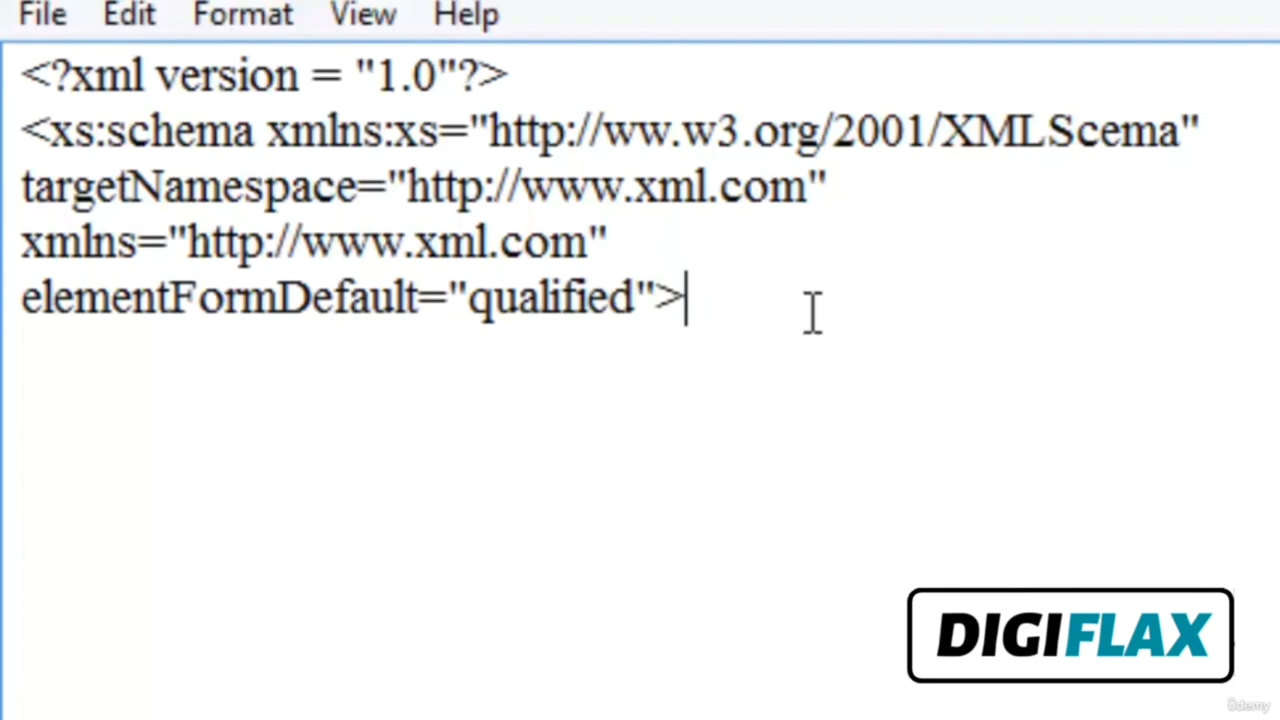 File Edit Format View Help
<?xml version = "1.0"?>
<xs:schema xmlns:xs="http://ww.w3.org/2001/XMLScema"
targetNamespace="http://www.xml.com"
xmlns="http://www.xml.com"
elementFormDefault="qualified">
DIGIFLAX
ûdemy